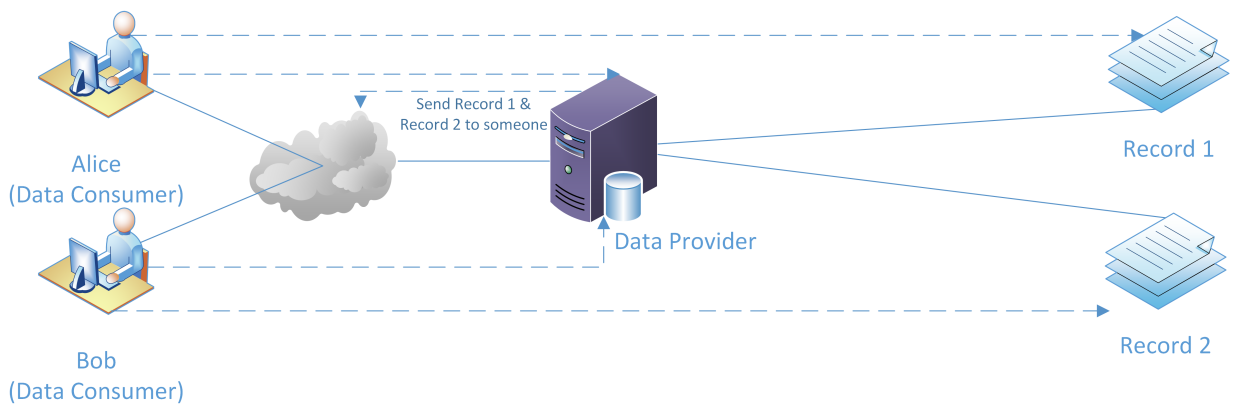 Send Record 1 &
Record 2 to someone
Alice
(Data Consumer)
Record 1
Data Provider
Bob
(Data Consumer)
Record 2